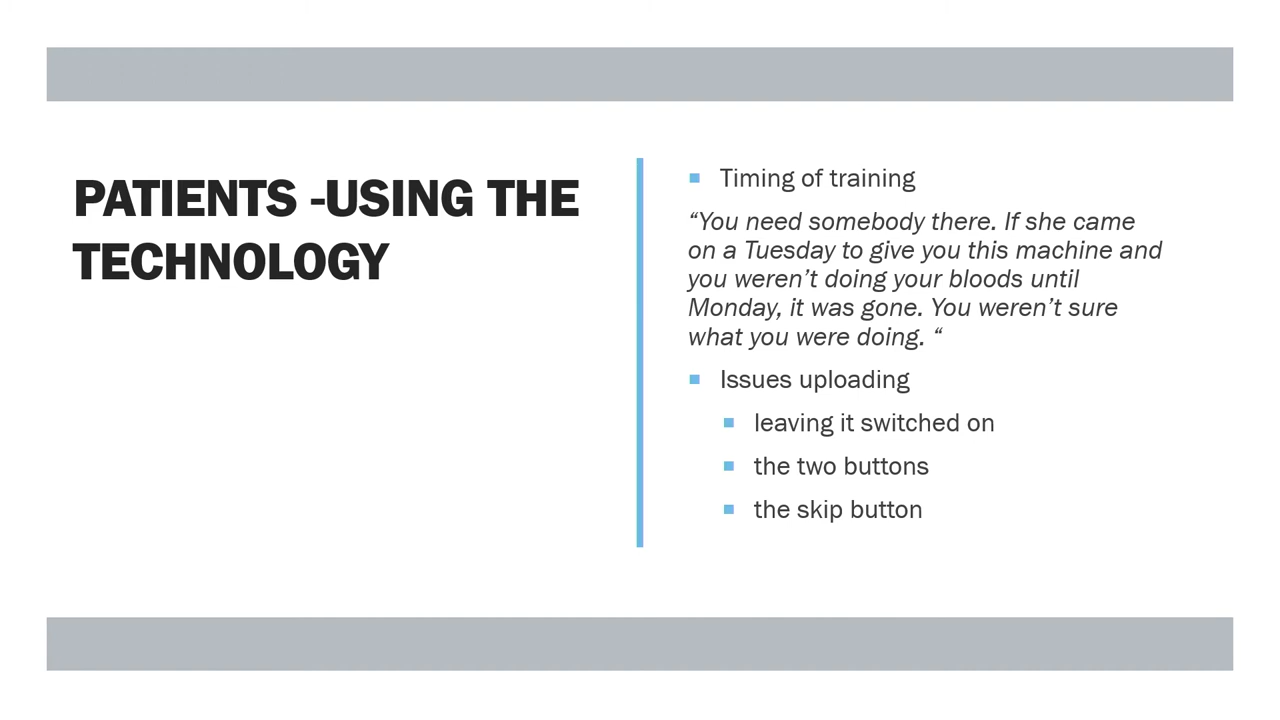 PATIENTS -USING THE
TECHNOLOGY
Timing of training
“You need somebody there. If she came
on a Tuesday to give you this machine and
you weren’t doing your bloods until
Monday, it was gone. You weren’t sure
what you were doing. “
Issues uploading
leaving it switched on
the two buttons
the skip button